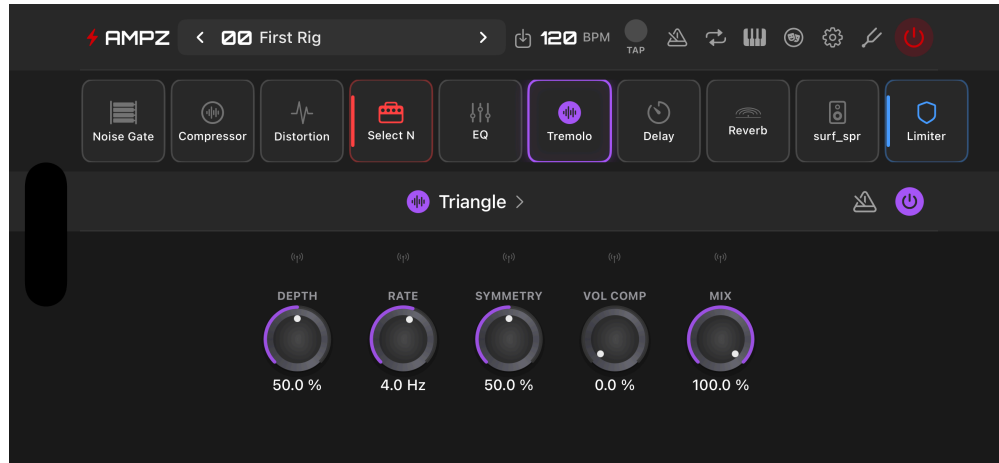 AMPZ < 00 First Rig > 120 BPM TAP
Noise Gate Compressor Distortion Select N EQ Tremolo Delay Reverb surf_spr Limiter
Triangle >
DEPTH RATE SYMMETRY VOL COMP MIX
50.0 % 4.0 Hz 50.0 % 0.0 % 100.0 %